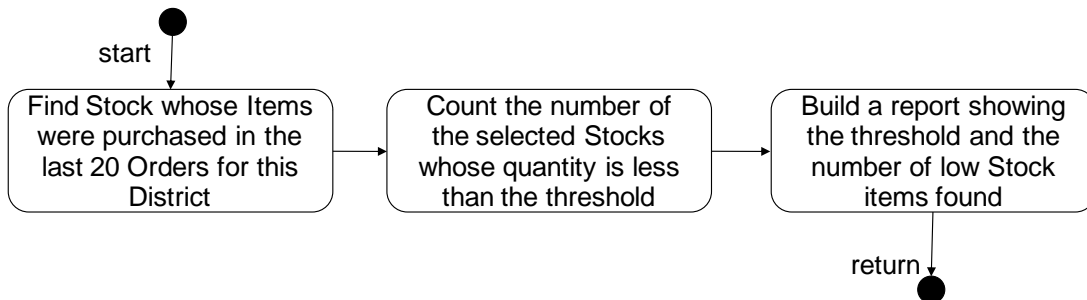 start
Find Stock whose Items
were purchased in the
last 20 Orders for this
District
Count the number of
the selected Stocks
whose quantity is less
than the threshold
Build a report showing
the threshold and the
number of low Stock
items found
return